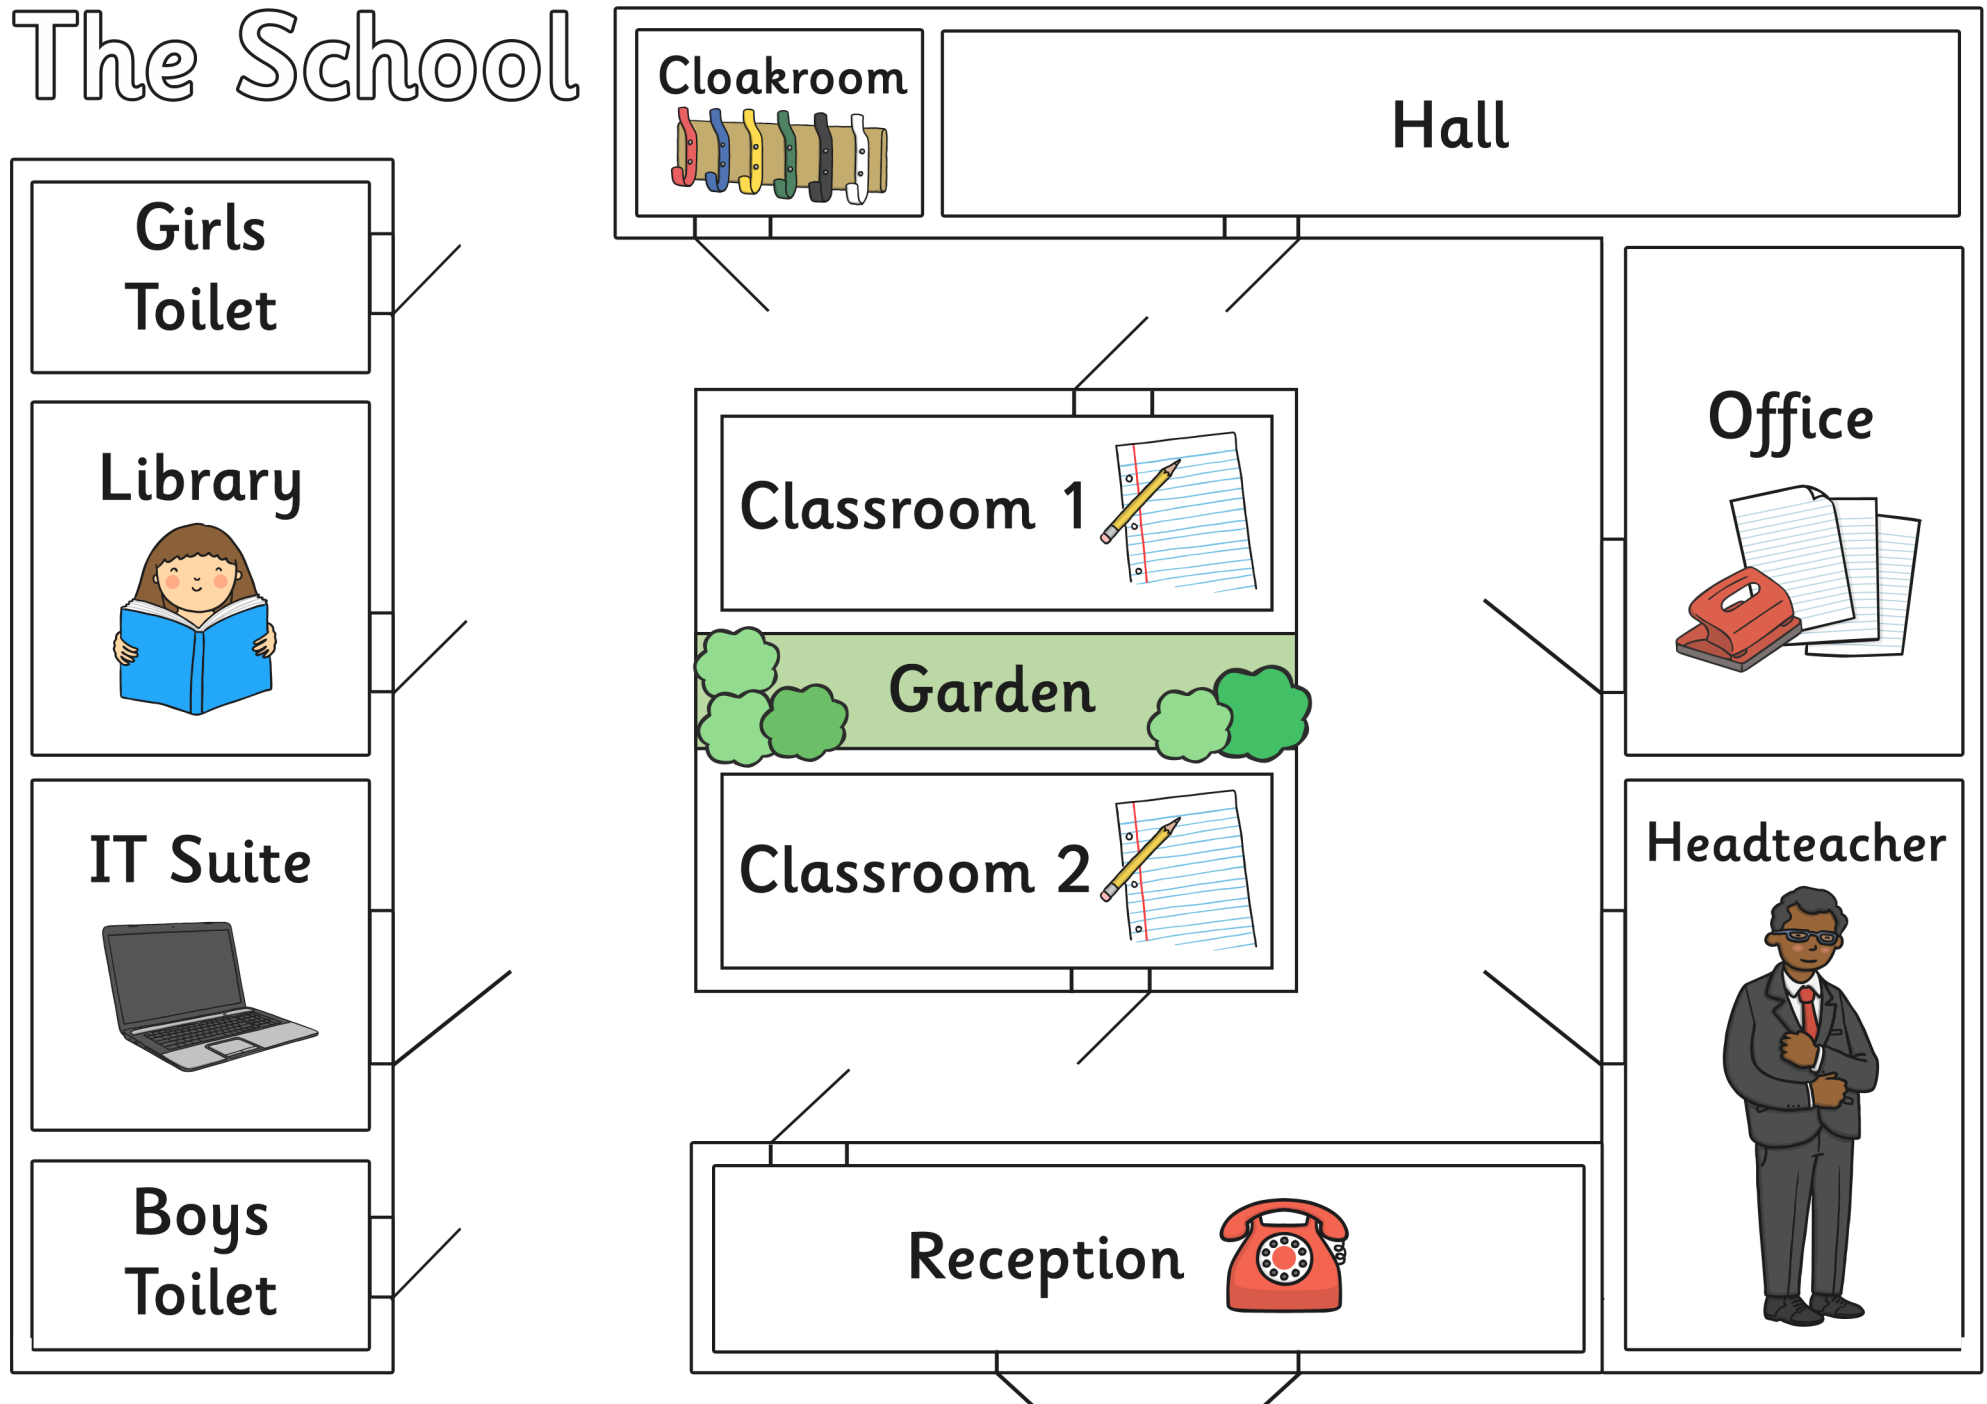 The School
Cloakroom
Hall
Girls
Toilet
Library
IT Suite
Boys
Toilet
Classroom 1
Garden
Classroom 2
Reception
Office
Headteacher